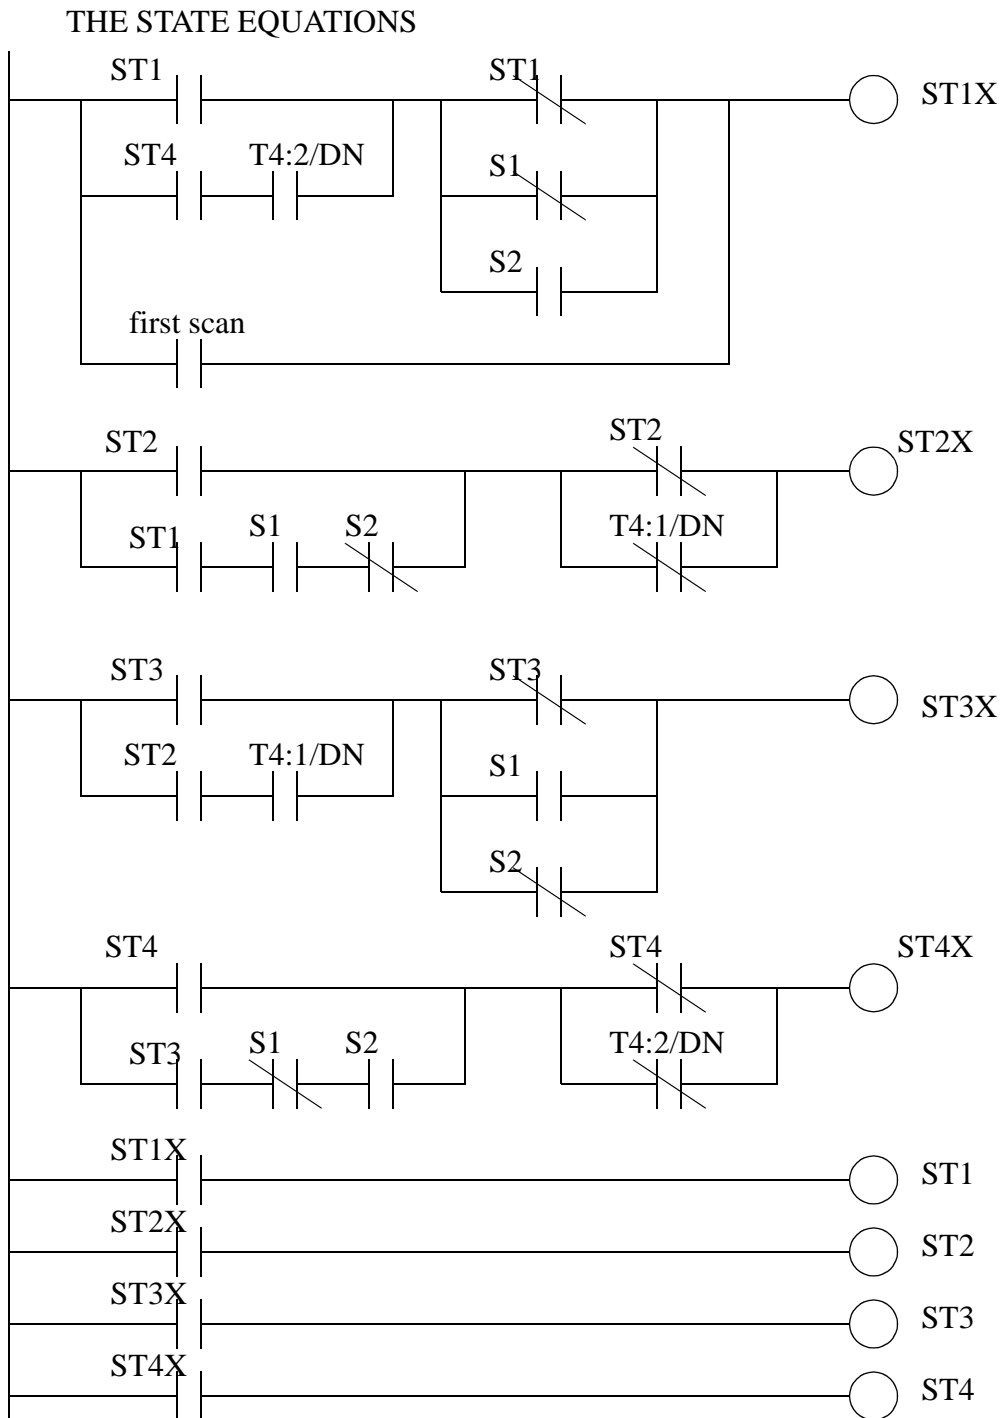 THE STATE EQUATIONS
ST1 ST1 ST1X
ST4 T4:2/DN S1
S2
first scan
ST2 ST2 ST2X
ST1 S1 S2 T4:1/DN
ST3 ST3 ST3X
ST2 T4:1/DN S1
S2
ST4 ST4 ST4X
ST3 S1 S2 T4:2/DN
ST1X ST1
ST2X ST2
ST3X ST3
ST4X ST4